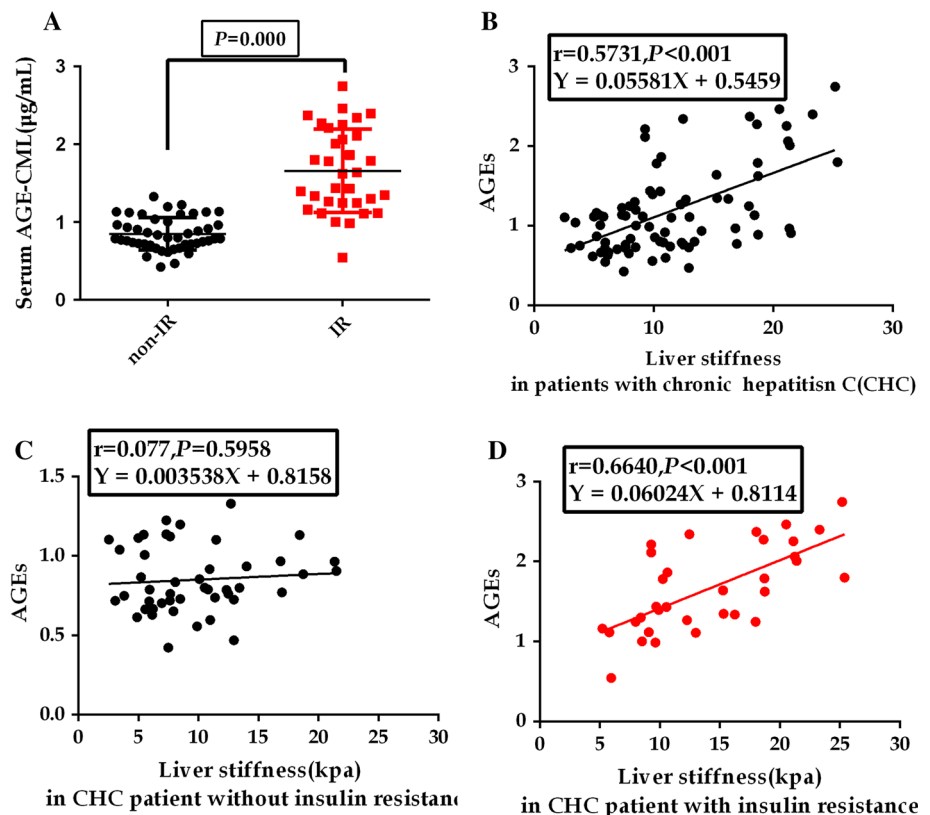 A
P=0.000
Serum AGE-CML(μg/mL)
3
2
1
0
non-IR
IR
B
r=0.5731,P<0.001
Y = 0.05581X + 0.5459
AGEs
3
2
1
0
0 10 20 30
Liver stiffness
in patients with chronic hepatitisn C(CHC)
C
r=0.077,P=0.5958
Y = 0.003538X + 0.8158
AGEs
1.5
1.0
0.5
0.0
0 5 10 15 20 25 30
Liver stiffness(kpa)
in CHC patient without insulin resistanc
D
r=0.6640,P<0.001
Y = 0.06024X + 0.8114
AGEs
3
2
1
0
0 5 10 15 20 25 30
Liver stiffness(kpa)
in CHC patient with insulin resistance